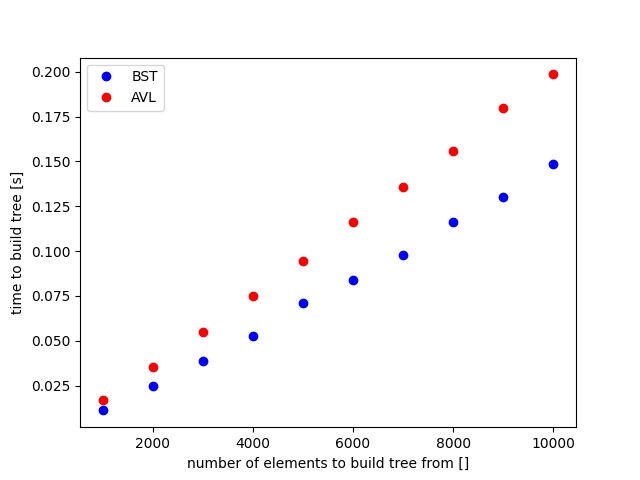 BST
AVL
0.200
0.175
0.150
0.125
0.100
0.075
0.050
0.025
time to build tree [s]
2000 4000 6000 8000 10000
number of elements to build tree from []